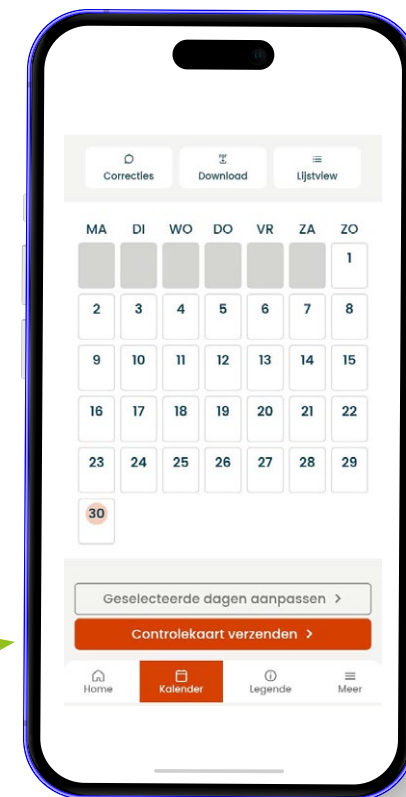 Correcties Download Lijstview
MA DI WO DO VR ZA ZO
1
2 3 4 5 6 7 8
9 10 11 12 13 14 15
16 17 18 19 20 21 22
23 24 25 26 27 28 29
30
Geselecteerde dagen aanpassen >
Controlekaart verzenden >
Home Kalender Legende Meer